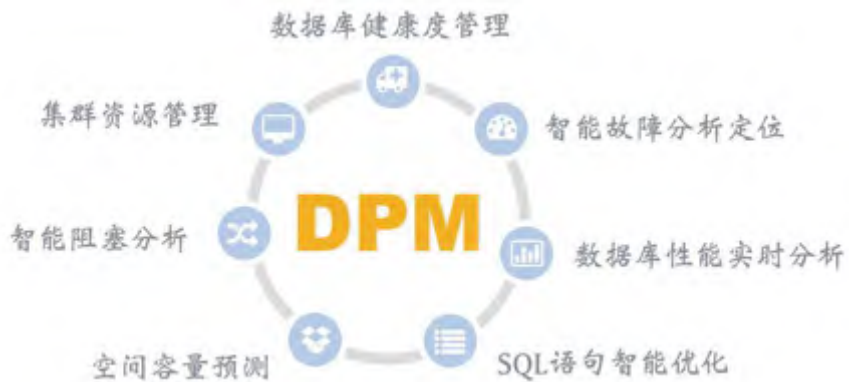 数据库健康度管理
集群资源管理
智能故障分析定位
DPM
智能阻塞分析
数据库性能实时分析
空间容量预测
SQL语句智能优化